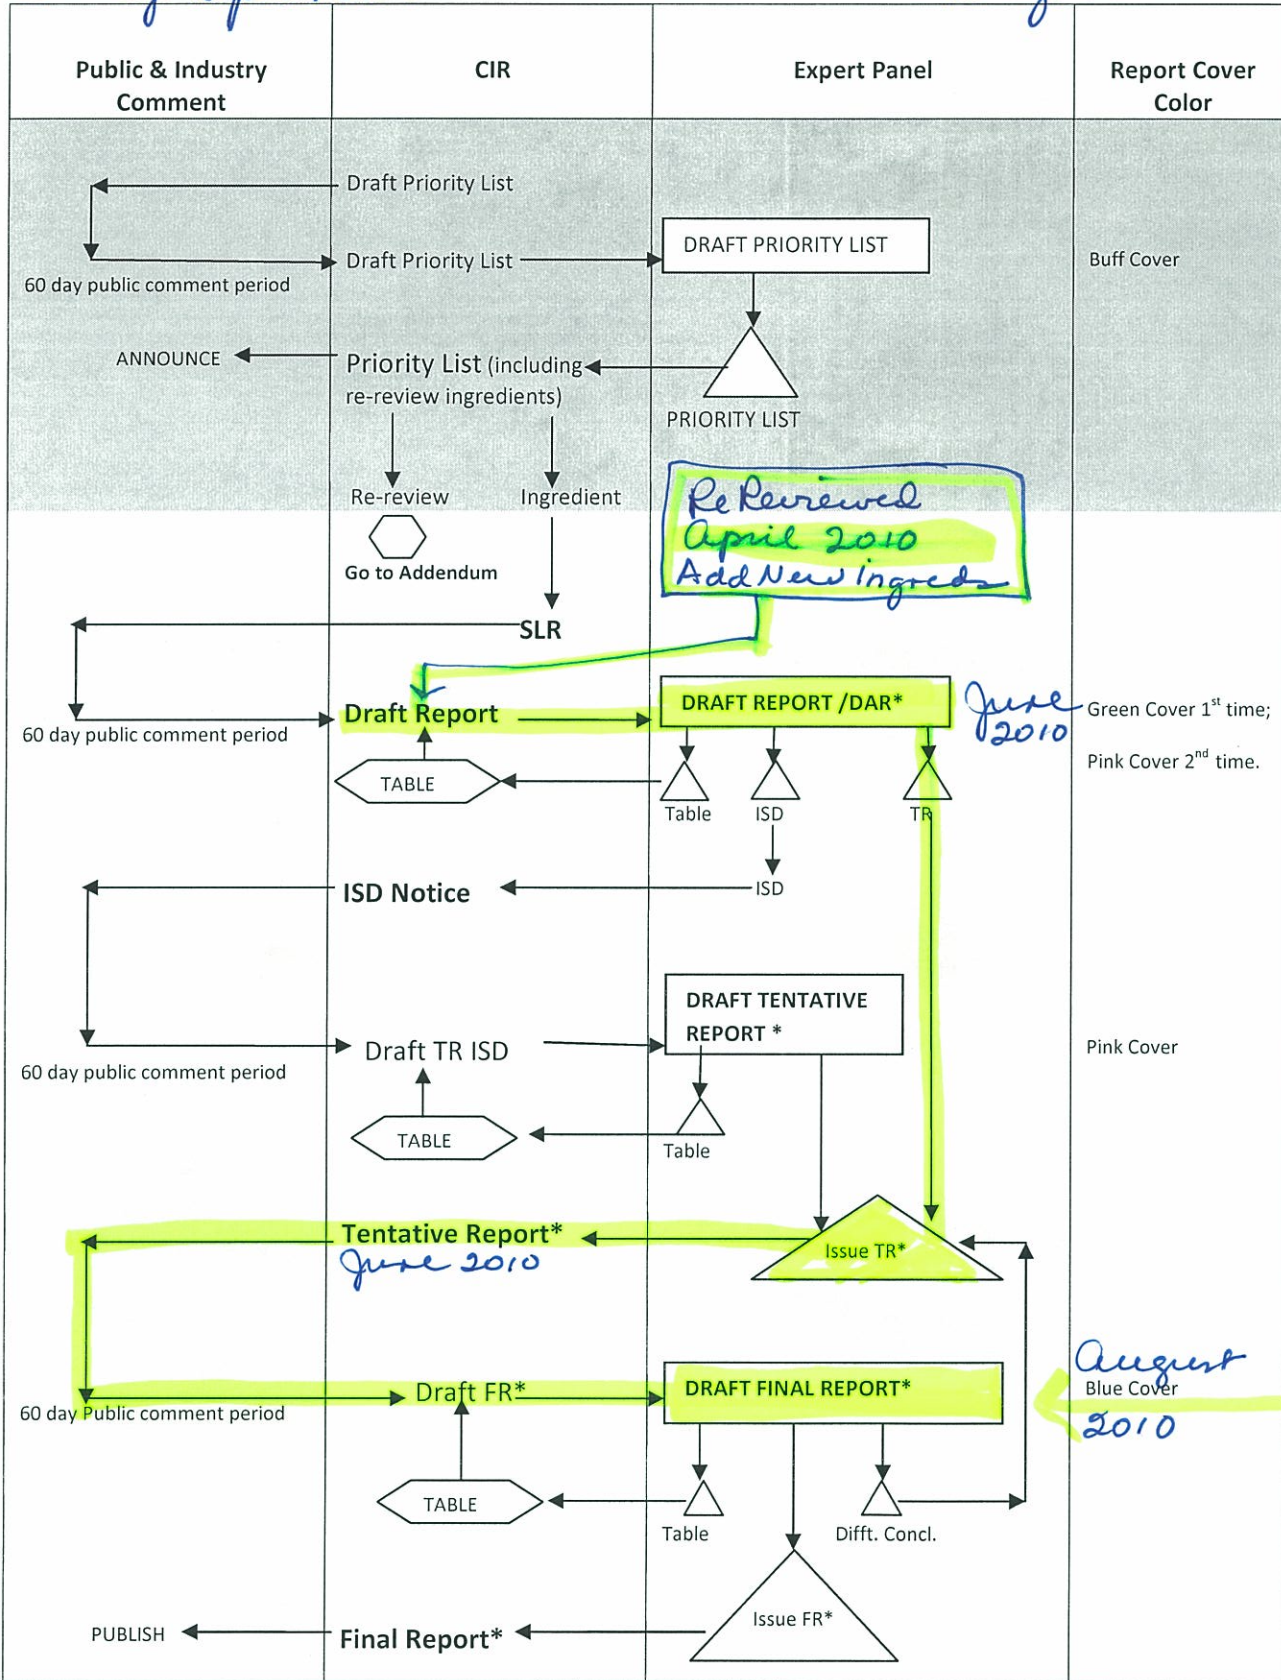 Public & Industry
Comment
CIR
Expert Panel
Report Cover
Color
Draft Priority List
DRAFT PRIORITY LIST
Draft Priority List
Buff Cover
60 day public comment period
ANNOUNCE
Priority List (including
re-review ingredients)
PRIORITY LIST
Re-review
Ingredient
Go to Addendum
Re Reviewed
April 2010
Add New Ingreds
SLR
Draft Report
DRAFT REPORT /DAR*
June
2010
Green Cover 1st time;
Pink Cover 2nd time.
60 day public comment period
TABLE
Table
ISD
TR
ISD Notice
ISD
DRAFT TENTATIVE
REPORT *
Draft TR ISD
Pink Cover
60 day public comment period
TABLE
Table
Tentative Report*
June 2010
Issue TR*
August
Draft FR*
DRAFT FINAL REPORT*
Blue Cover
2010
60 day Public comment period
TABLE
Table
Difft. Concl.
Issue FR*
PUBLISH
Final Report*